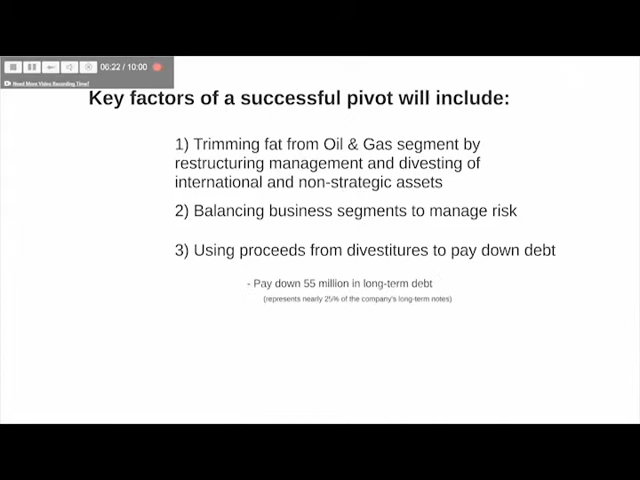 06:22 / 10:00
Need More Video Recording Time?
Key factors of a successful pivot will include:
1) Trimming fat from Oil & Gas segment by
restructuring management and divesting of
international and non-strategic assets
2) Balancing business segments to manage risk
3) Using proceeds from divestitures to pay down debt
- Pay down 55 million in long-term debt
(represents nearly 25% of the company's long-term notes)